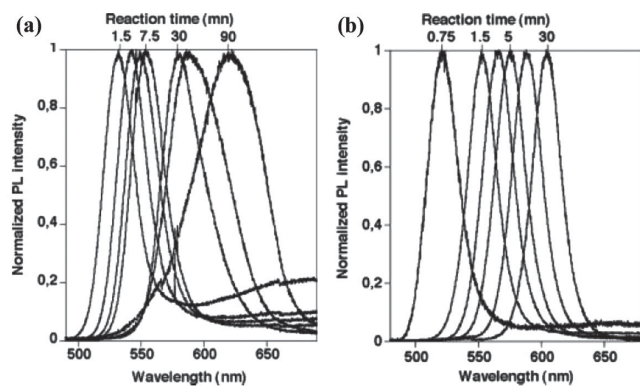 (a)
Reaction time (mn)
1.5 7.5 30 90
1
0,8
0,6
0,4
0,2
0
Normalized PL intensity
500 550 600 650
Wavelength (nm)
(b)
Reaction time (mn)
0.75 1.5 5 30
1
0,8
0,6
0,4
0,2
0
Normalized PL intensity
500 550 600 650
Wavelength (nm)